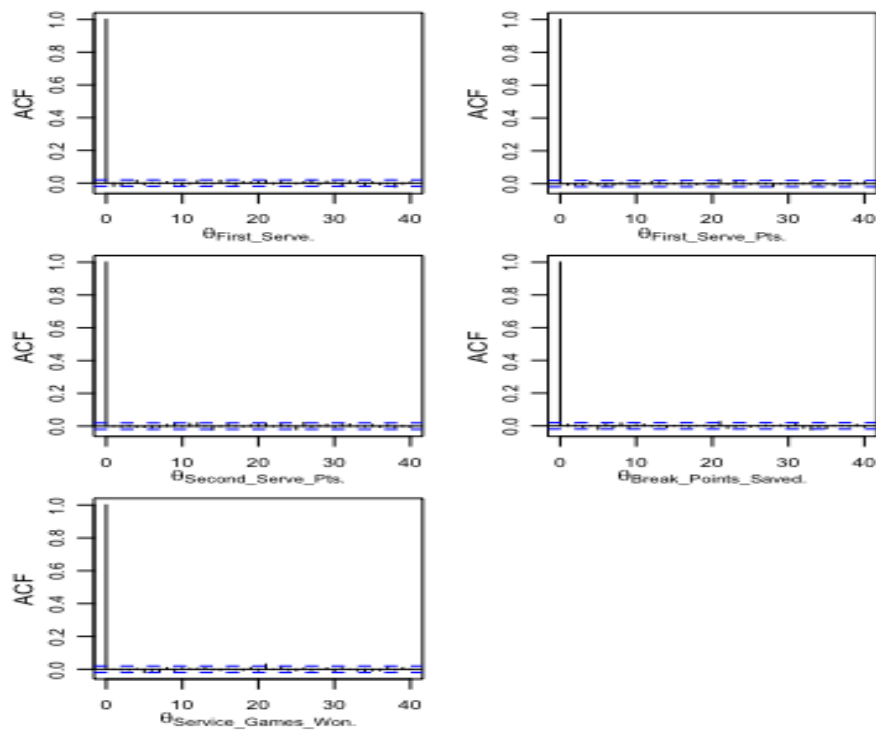 ACF
0.0 0.2 0.4 0.6 0.8 1.0
0 10 20 30 40
θFirst_Serve.
ACF
0.0 0.2 0.4 0.6 0.8 1.0
0 10 20 30 40
θFirst_Serve_Pts.
ACF
0.0 0.2 0.4 0.6 0.8 1.0
0 10 20 30 40
θSecond_Serve_Pts.
ACF
0.0 0.2 0.4 0.6 0.8 1.0
0 10 20 30 40
θBreak_Points_Saved.
ACF
0.0 0.2 0.4 0.6 0.8 1.0
0 10 20 30 40
θService_Games_Won.